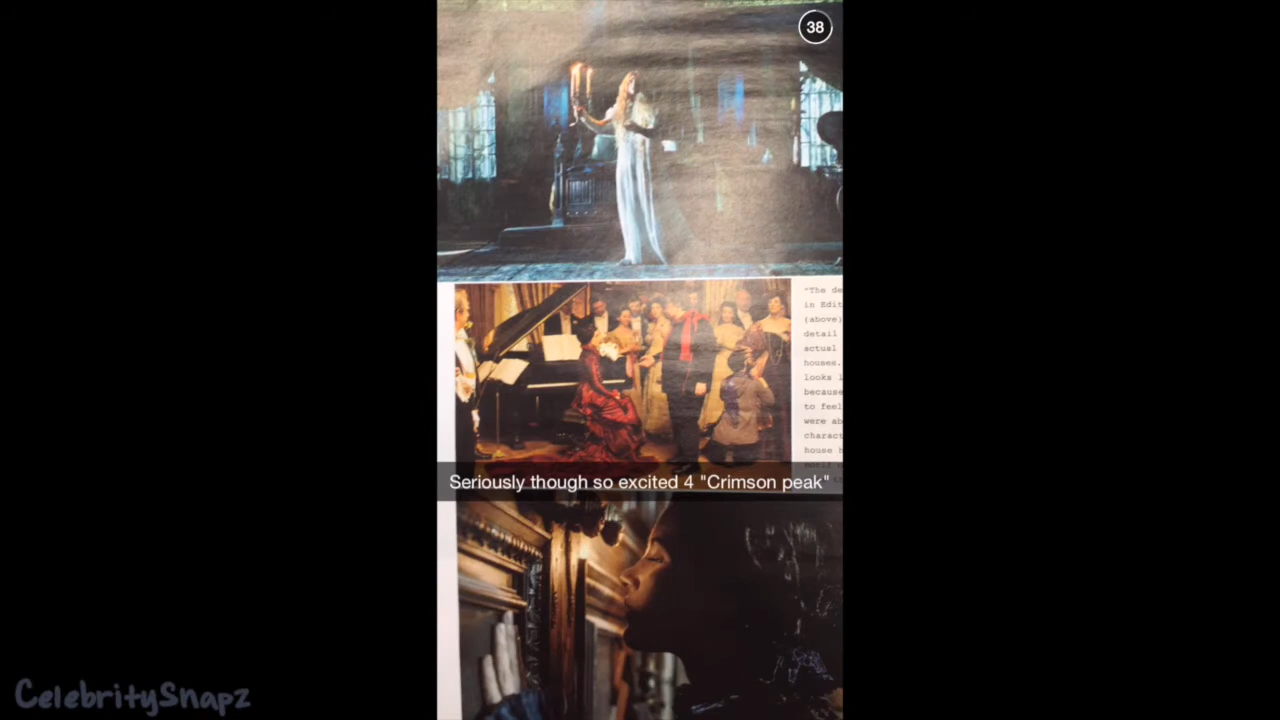 38
"The de
in Edit
(above)
detail
actual
houses.
looks l
because
to feel
were ab
charact
house h
Seriously though so excited 4 "Crimson peak"
CelebritySnapz